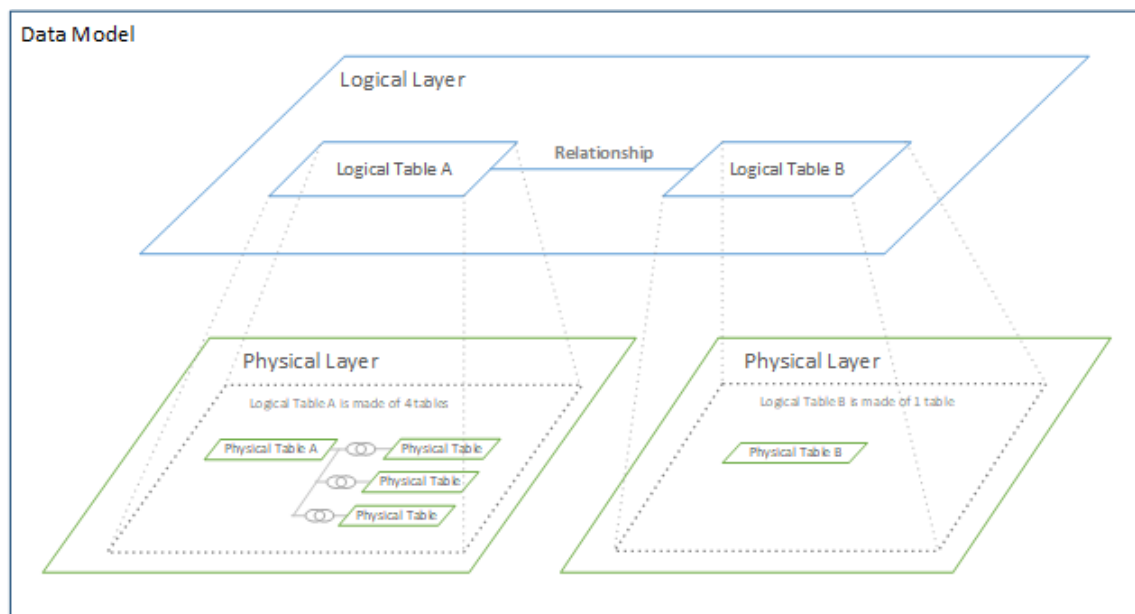 Data Model
Logical Layer
Logical Table A
Relationship
Logical Table B
Physical Layer
Logical Table A is made of 4 tables
Physical Table A
Physical Table
Physical Table
Physical Table
Physical Layer
Logical Table B is made of 1 table
Physical Table B